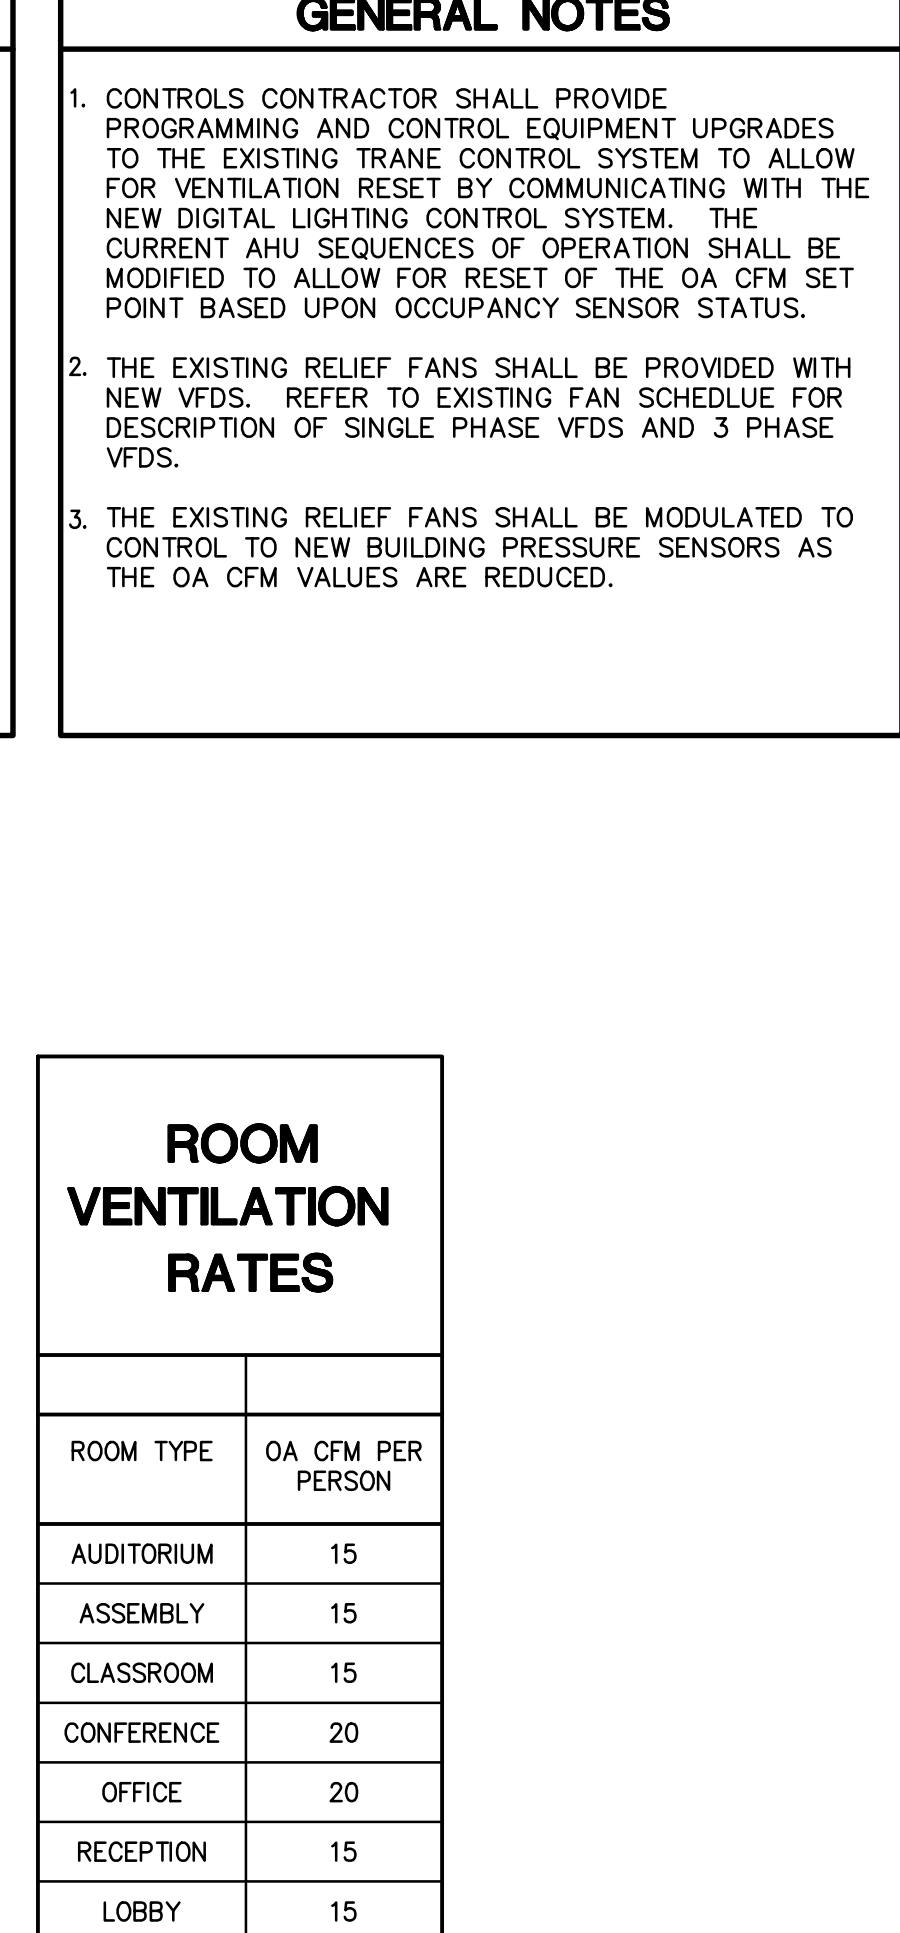 GENERAL NOTES
1. CONTROLS CONTRACTOR SHALL PROVIDE
PROGRAMMING AND CONTROL EQUIPMENT UPGRADES
TO THE EXISTING TRANE CONTROL SYSTEM TO ALLOW
FOR VENTILATION RESET BY COMMUNICATING WITH THE
NEW DIGITAL LIGHTING CONTROL SYSTEM. THE
CURRENT AHU SEQUENCES OF OPERATION SHALL BE
MODIFIED TO ALLOW FOR RESET OF THE OA CFM SET
POINT BASED UPON OCCUPANCY SENSOR STATUS.
2. THE EXISTING RELIEF FANS SHALL BE PROVIDED WITH
NEW VFDS. REFER TO EXISTING FAN SCHEDLUE FOR
DESCRIPTION OF SINGLE PHASE VFDS AND 3 PHASE
VFDS.
3. THE EXISTING RELIEF FANS SHALL BE MODULATED TO
CONTROL TO NEW BUILDING PRESSURE SENSORS AS
THE OA CFM VALUES ARE REDUCED.
ROOM
VENTILATION
RATES
ROOM TYPE OA CFM PER
PERSON
AUDITORIUM 15
ASSEMBLY 15
CLASSROOM 15
CONFERENCE 20
OFFICE 20
RECEPTION 15
LOBBY 15